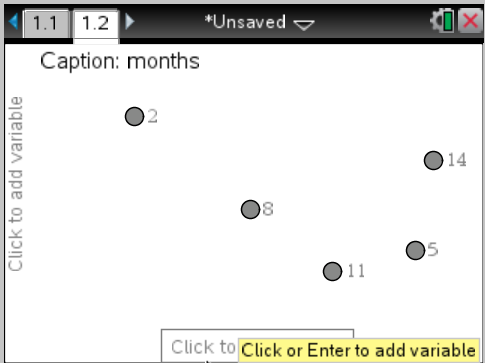 1.1 1.2 *Unsaved
Caption: months
Click to add variable
2
14
8
5
11
Click to
Click or Enter to add variable